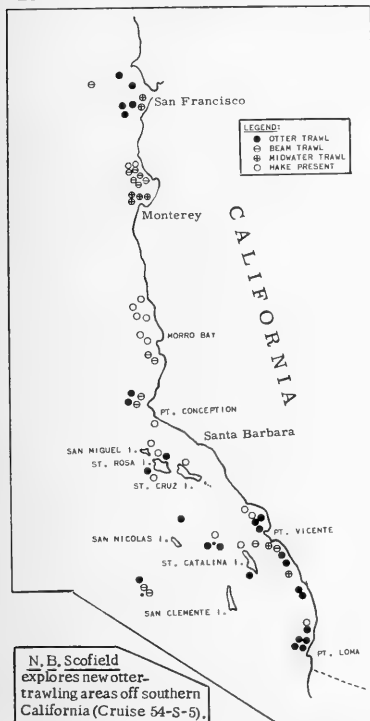 San Francisco
LEGEND:
OTTER TRAWL
BEAM TRAWL
MIDWATER TRAWL
HAKE PRESENT
Monterey
CALIFORNIA
MORRO BAY
PT. CONCEPTION
Santa Barbara
SAN MIGUEL I.
ST. ROSA I.
ST. CRUZ I.
PT. VICENTE
SAN NICOLAS I.
ST. CATALINA I.
SAN CLEMENTE I.
PT. LOMA
N. B. Scofield
explores new otter-
trawling areas off southern
California (Cruise 54-S-5).